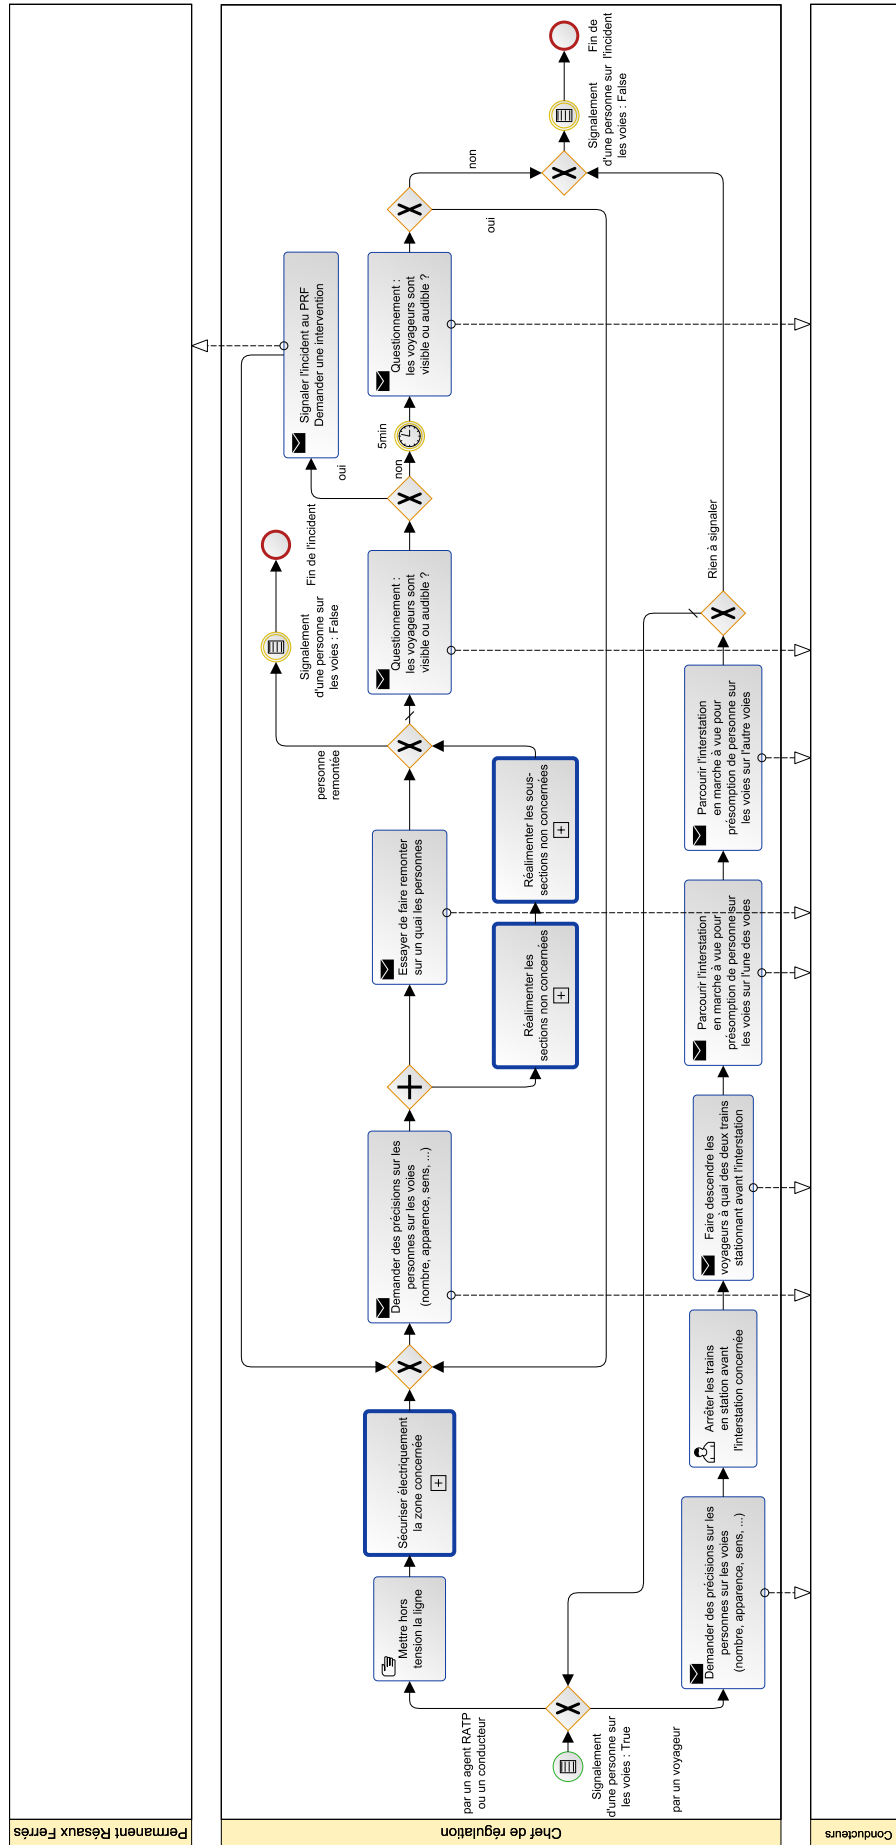 Permanent Résaux Ferrés
Chef de régulation
Conducteurs
Signalement
d'une personne sur
les voies : True
par un agent RATP
ou un conducteur
par un voyageur
Mettre hors
tension la ligne
Sécuriser électriquement
la zone concernée
Demander des précisions sur les
personnes sur les voies
(nombre, apparence, sens, ...)
Essayer de faire remonter
sur un quai les personnes
Réalimenter les
sections non concernées
Réalimenter les sous-
sections non concernées
personne
remontée
Signalement
d'une personne sur
les voies : False
Fin de l'incident
Questionnement :
les voyageurs sont
visible ou audible ?
oui
non
Signaler l'incident au PRF
Demander une intervention
5min
Questionnement :
les voyageurs sont
visible ou audible ?
non
oui
Signalement
d'une personne sur
les voies : False
Fin de
l'incident
Demander des précisions sur les
personnes sur les voies
(nombre, apparence, sens, ...)
Arrêter les trains
en station avant
l'interstation concernée
Faire descendre les
voyageurs à quai des deux trains
stationnant avant l'interstation
Parcourir l'interstation
en marche à vue pour
présomption de personne sur
les voies sur l'une des voies
Parcourir l'interstation
en marche à vue pour
présomption de personne sur
les voies sur l'autre voies
Rien à signaler